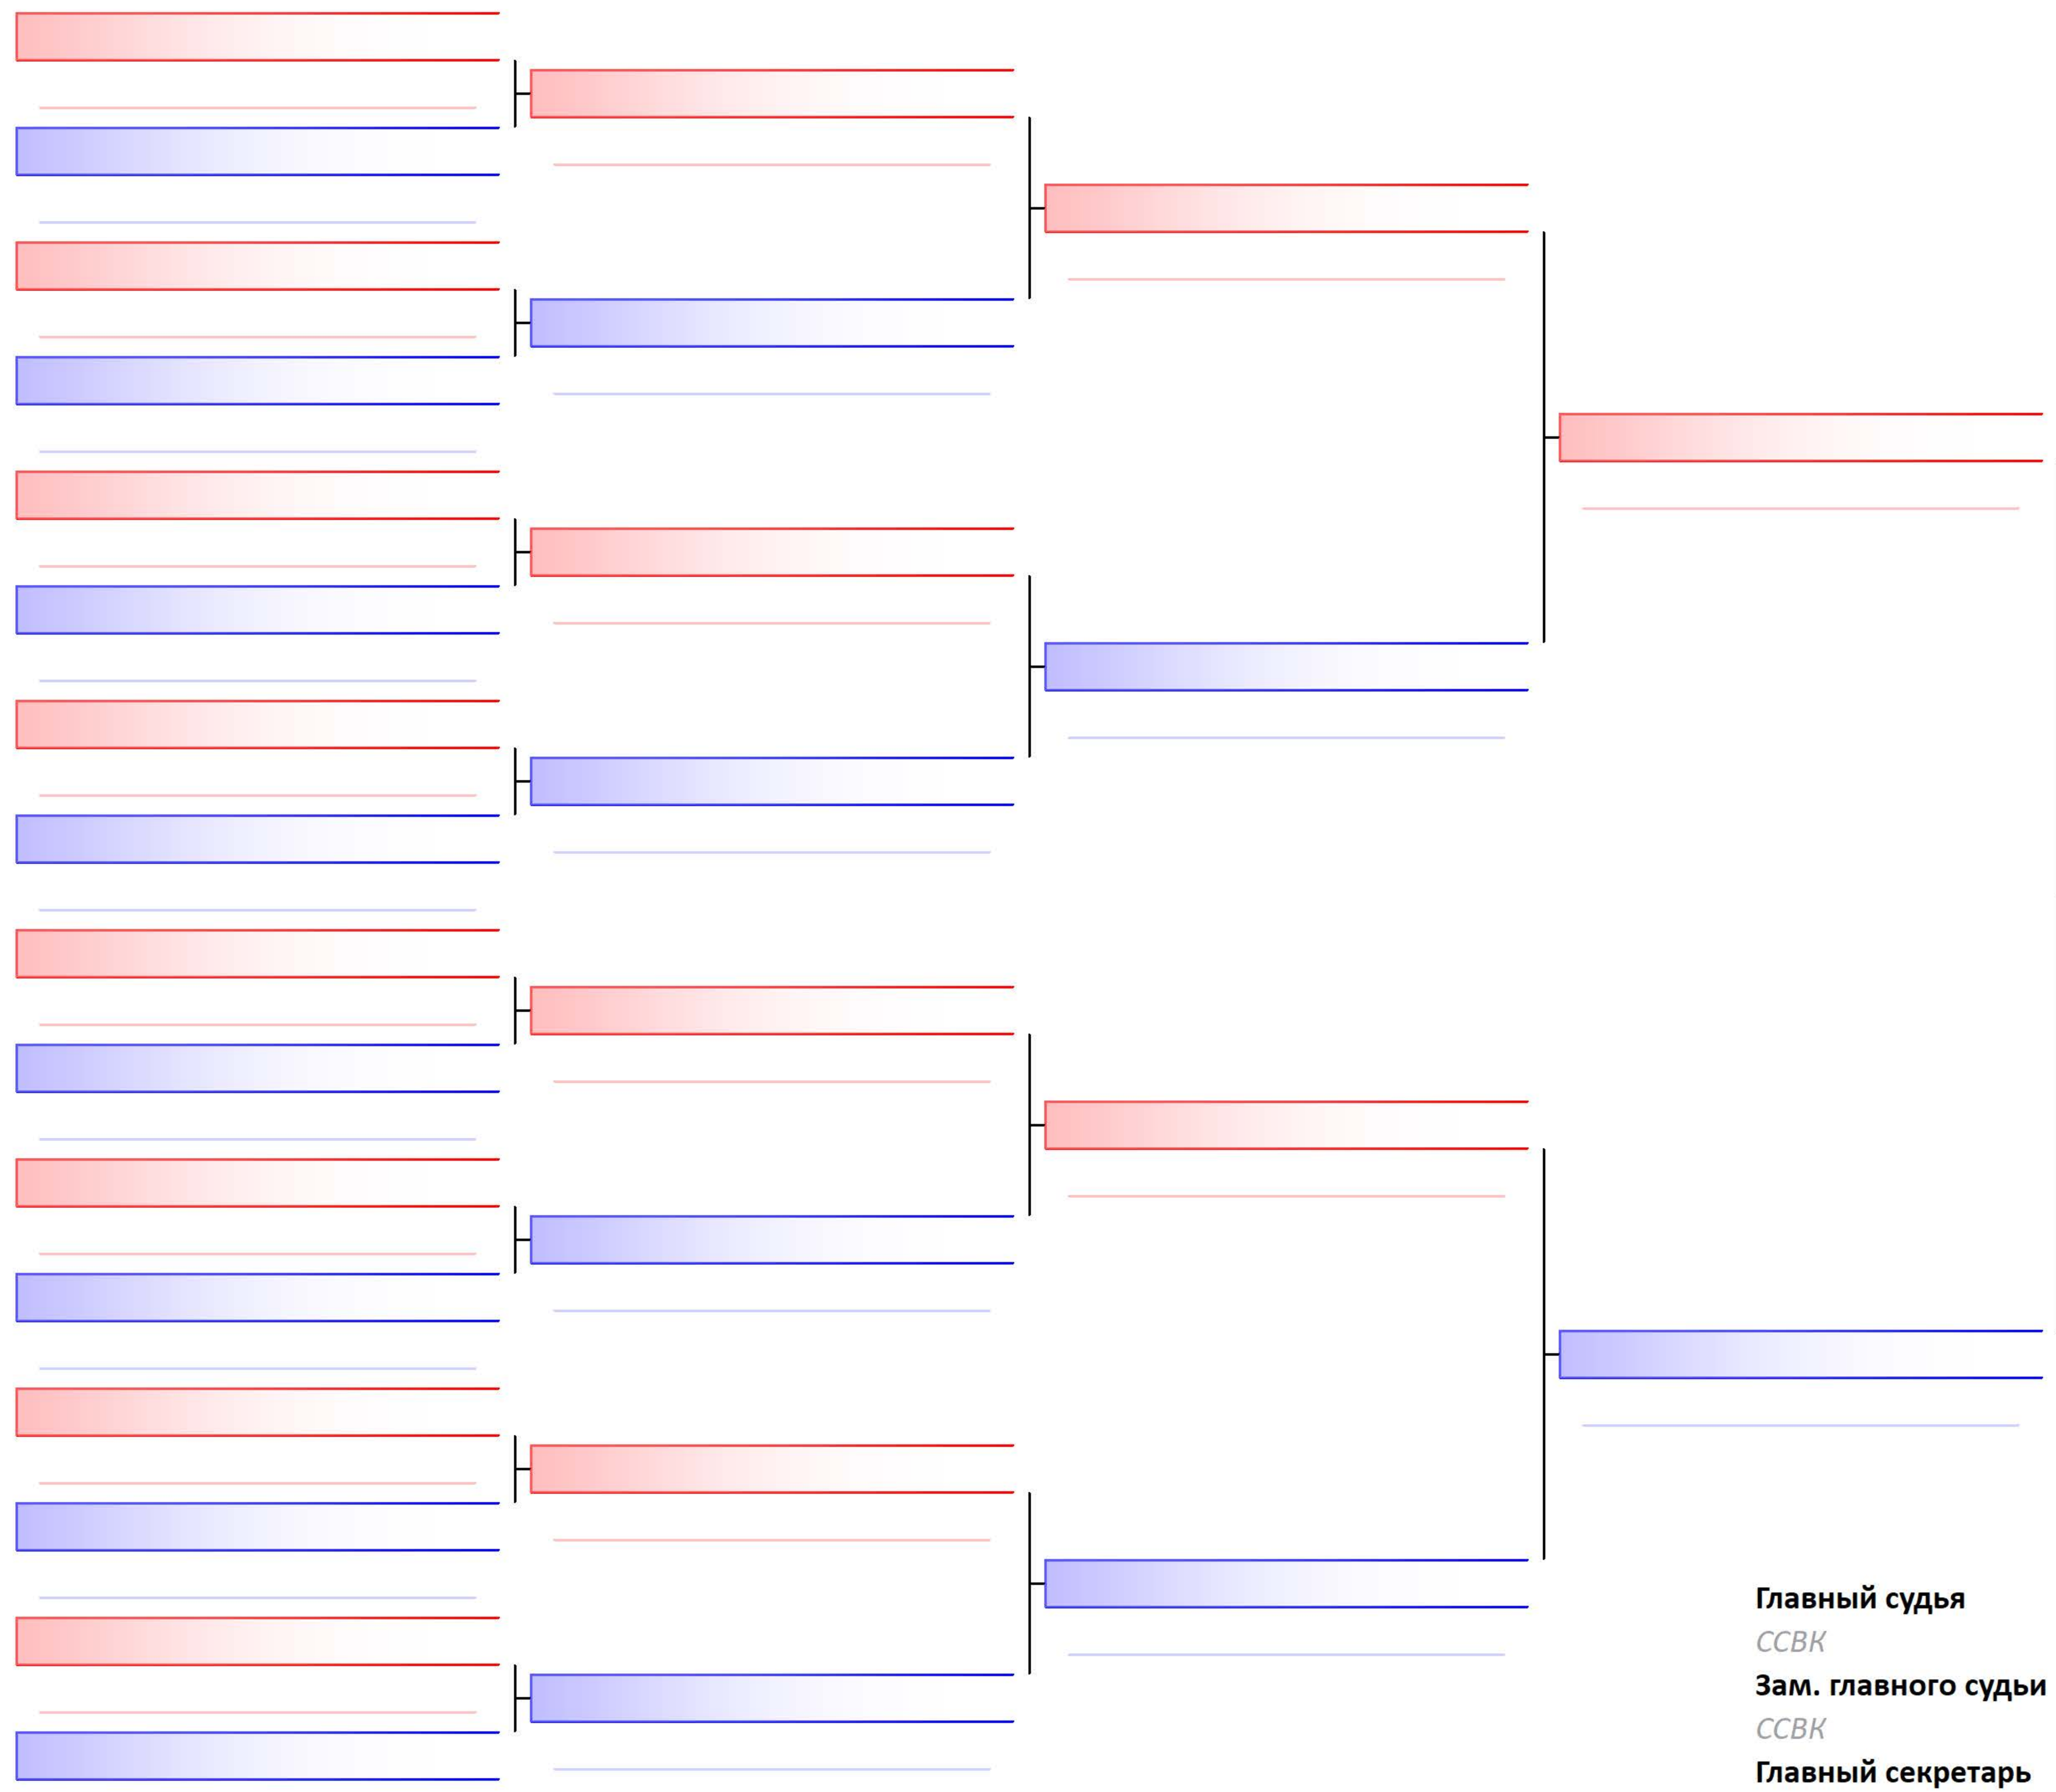 Главный судья
ССВК
Зам. главного судьи
ССВК
Главный секретарь